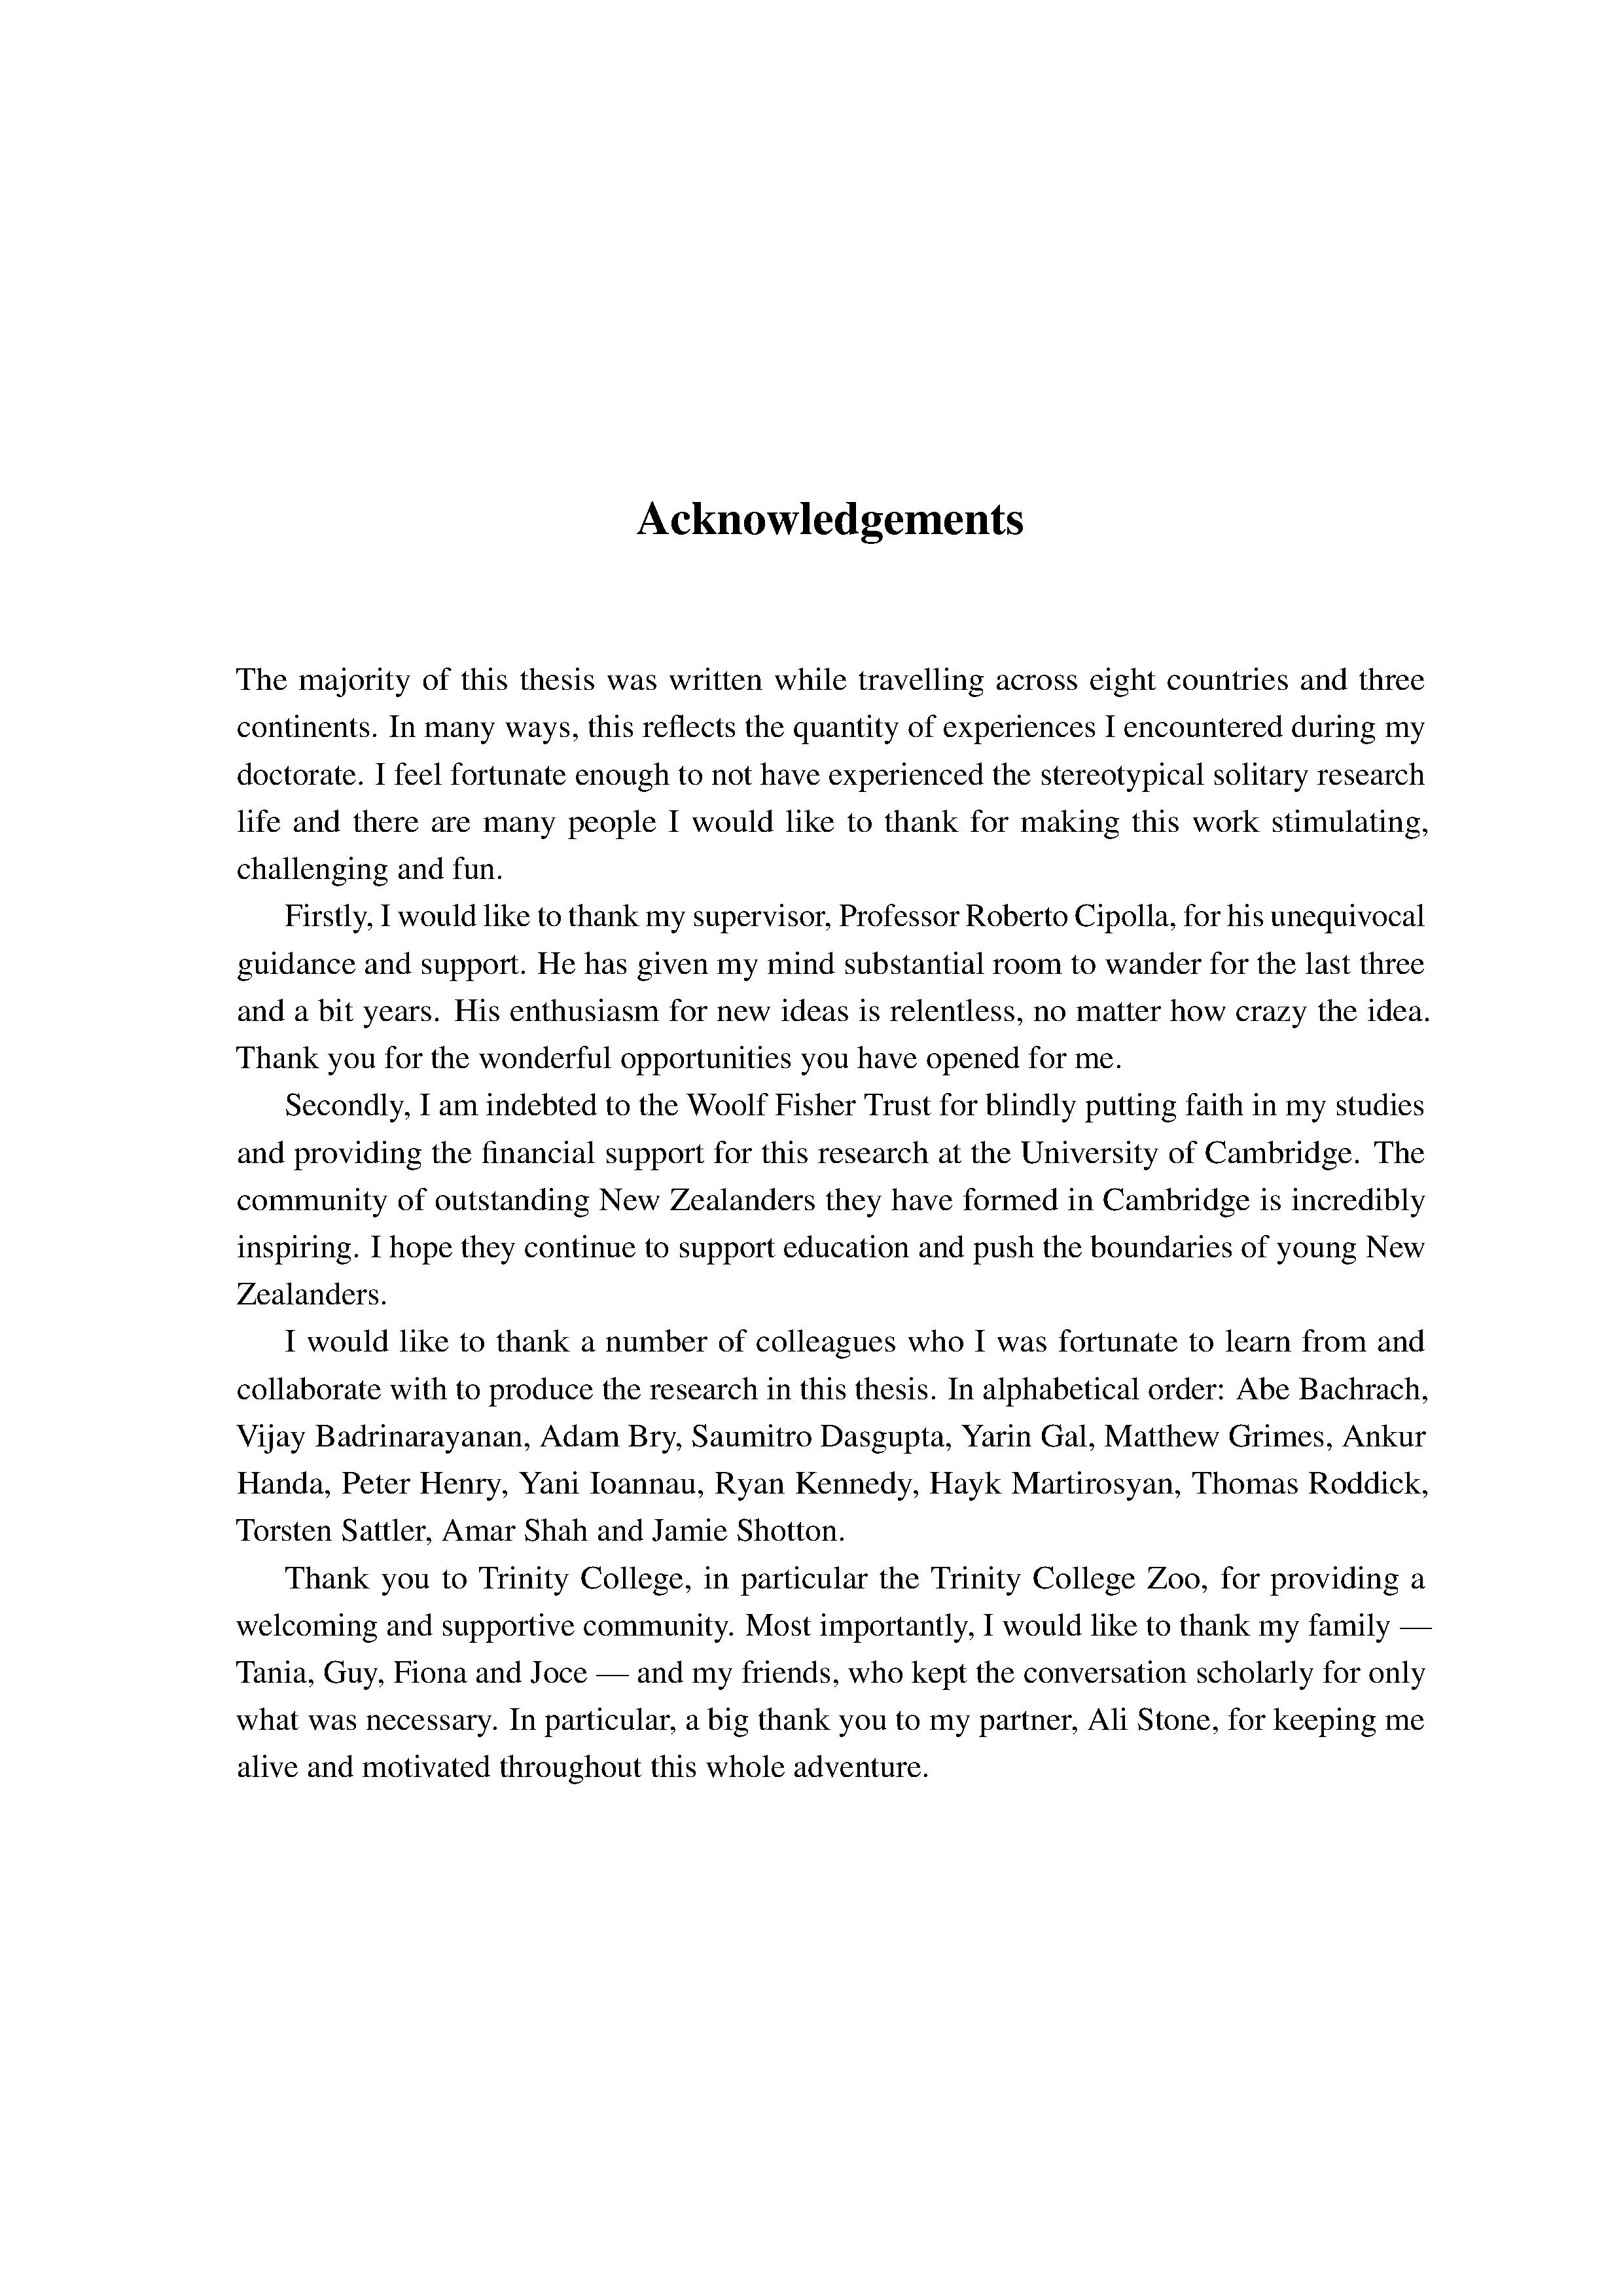 Acknowledgements
The majority of this thesis was written while travelling across eight countries and three
continents. In many ways, this reflects the quantity of experiences I encountered during my
doctorate. I feel fortunate enough to not have experienced the stereotypical solitary research
life and there are many people I would like to thank for making this work stimulating,
challenging and fun.
Firstly, I would like to thank my supervisor, Professor Roberto Cipolla, for his unequivocal
guidance and support. He has given my mind substantial room to wander for the last three
and a bit years. His enthusiasm for new ideas is relentless, no matter how crazy the idea.
Thank you for the wonderful opportunities you have opened for me.
Secondly, I am indebted to the Woolf Fisher Trust for blindly putting faith in my studies
and providing the financial support for this research at the University of Cambridge. The
community of outstanding New Zealanders they have formed in Cambridge is incredibly
inspiring. I hope they continue to support education and push the boundaries of young New
Zealanders.
I would like to thank a number of colleagues who I was fortunate to learn from and
collaborate with to produce the research in this thesis. In alphabetical order: Abe Bachrach,
Vijay Badrinarayanan, Adam Bry, Saumitro Dasgupta, Yarin Gal, Matthew Grimes, Ankur
Handa, Peter Henry, Yani Ioannau, Ryan Kennedy, Hayk Martirosyan, Thomas Roddick,
Torsten Sattler, Amar Shah and Jamie Shotton.
Thank you to Trinity College, in particular the Trinity College Zoo, for providing a
welcoming and supportive community. Most importantly, I would like to thank my family —
Tania, Guy, Fiona and Joce — and my friends, who kept the conversation scholarly for only
what was necessary. In particular, a big thank you to my partner, Ali Stone, for keeping me
alive and motivated throughout this whole adventure.